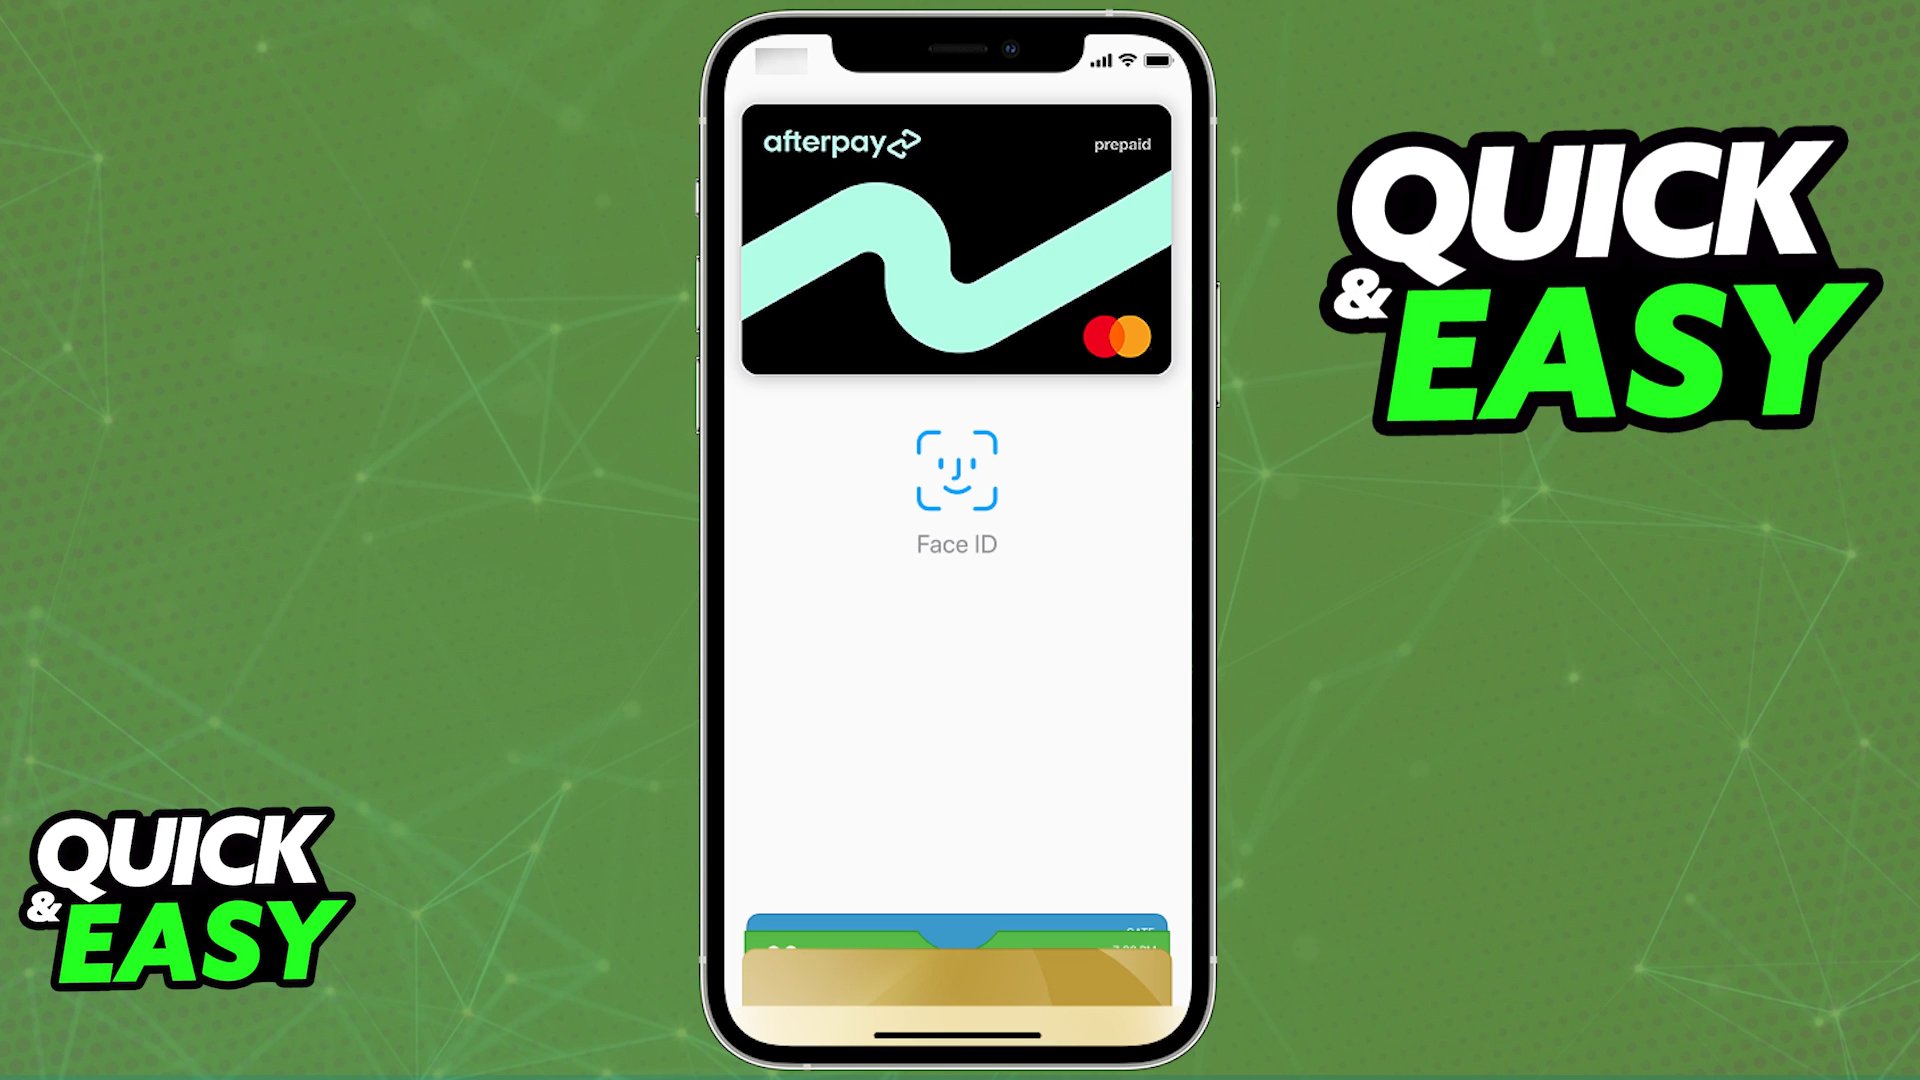 afterpay
prepaid
Face ID
QUICK
& EASY
QUICK
& EASY